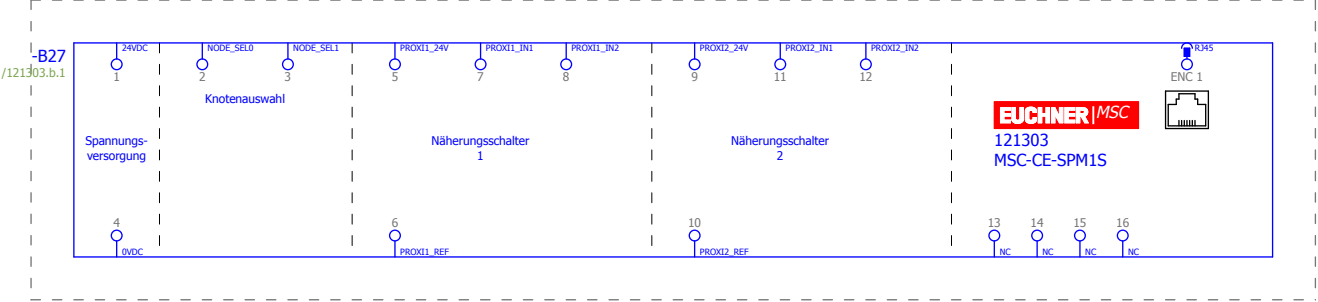 -B27
/121303.b.1
24VDC
NODE_SEL0
NODE_SEL1
PROXI1_24V
PROXI1_IN1
PROXI1_IN2
PROXI2_24V
PROXI2_IN1
PROXI2_IN2
RJ45
1
2
3
5
7
8
9
11
12
ENC 1
Knotenauswahl
EUCHNER|MSC
Spannungs-
versorgung
Näherungsschalter
1
Näherungsschalter
2
121303
MSC-CE-SPM1S
4
6
10
13
14
15
16
0VDC
PROXI1_REF
PROXI2_REF
NC
NC
NC
NC